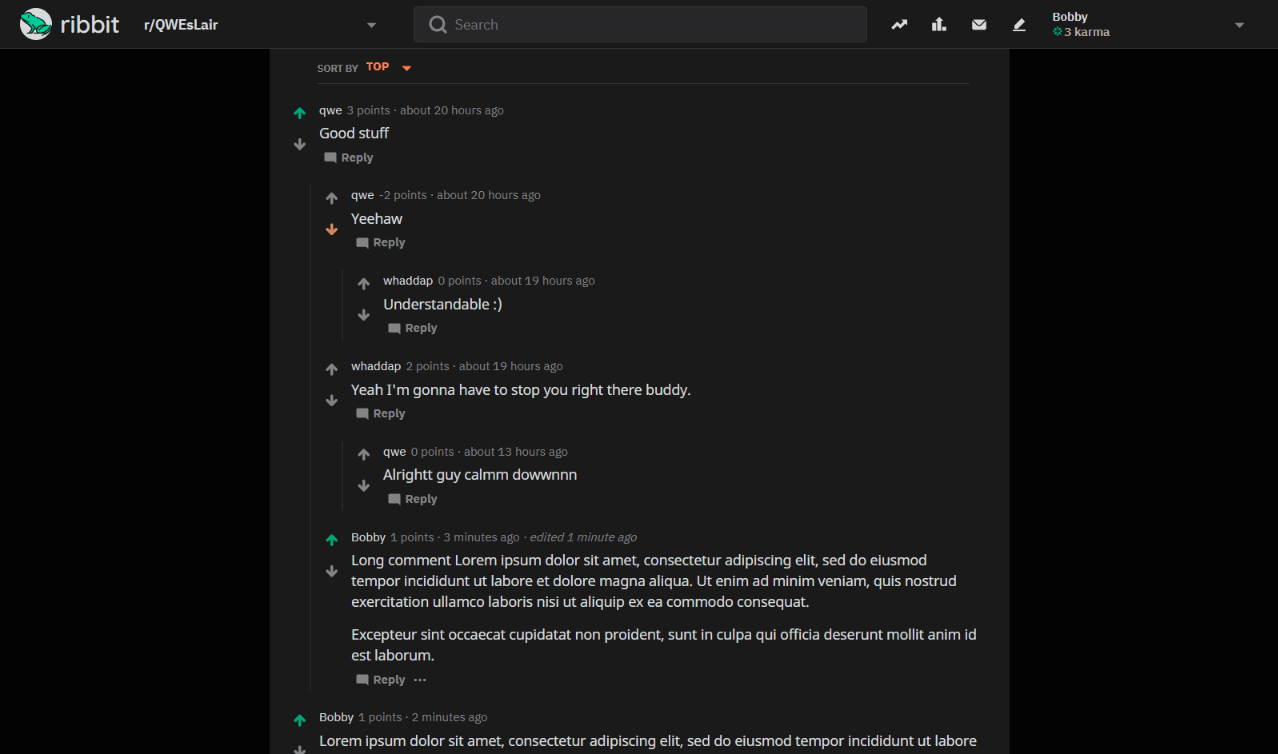 ribbit r/QWEsLair Search Bobby
3 karma
SORT BY TOP
qwe 3 points · about 20 hours ago
Good stuff
Reply
qwe -2 points · about 20 hours ago
Yeehaw
Reply
whaddap 0 points · about 19 hours ago
Understandable :)
Reply
whaddap 2 points · about 19 hours ago
Yeah I'm gonna have to stop you right there buddy.
Reply
qwe 0 points · about 13 hours ago
Alrightt guy calmm dowwnnn
Reply
Bobby 1 points · 3 minutes ago · edited 1 minute ago
Long comment Lorem ipsum dolor sit amet, consectetur adipiscing elit, sed do eiusmod
tempor incididunt ut labore et dolore magna aliqua. Ut enim ad minim veniam, quis nostrud
exercitation ullamco laboris nisi ut aliquip ex ea commodo consequat.
Excepteur sint occaecat cupidatat non proident, sunt in culpa qui officia deserunt mollit anim id
est laborum.
Reply ···
Bobby 1 points · 2 minutes ago
Lorem ipsum dolor sit amet, consectetur adipiscing elit, sed do eiusmod tempor incididunt ut labore